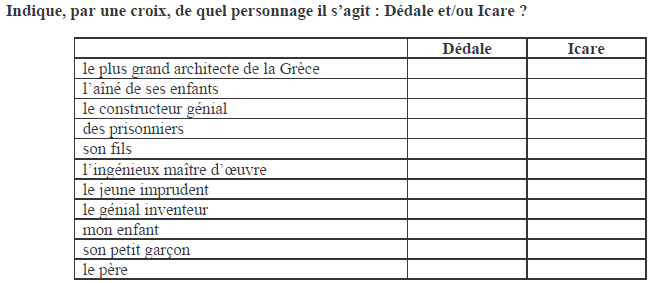 Indique, par une croix, de quel personnage il s’agit : Dédale et/ou Icare ?
Dédale Icare
le plus grand architecte de la Grèce
l’aîné de ses enfants
le constructeur génial
des prisonniers
son fils
l’ingénieux maître d’œuvre
le jeune imprudent
le génial inventeur
mon enfant
son petit garçon
le père